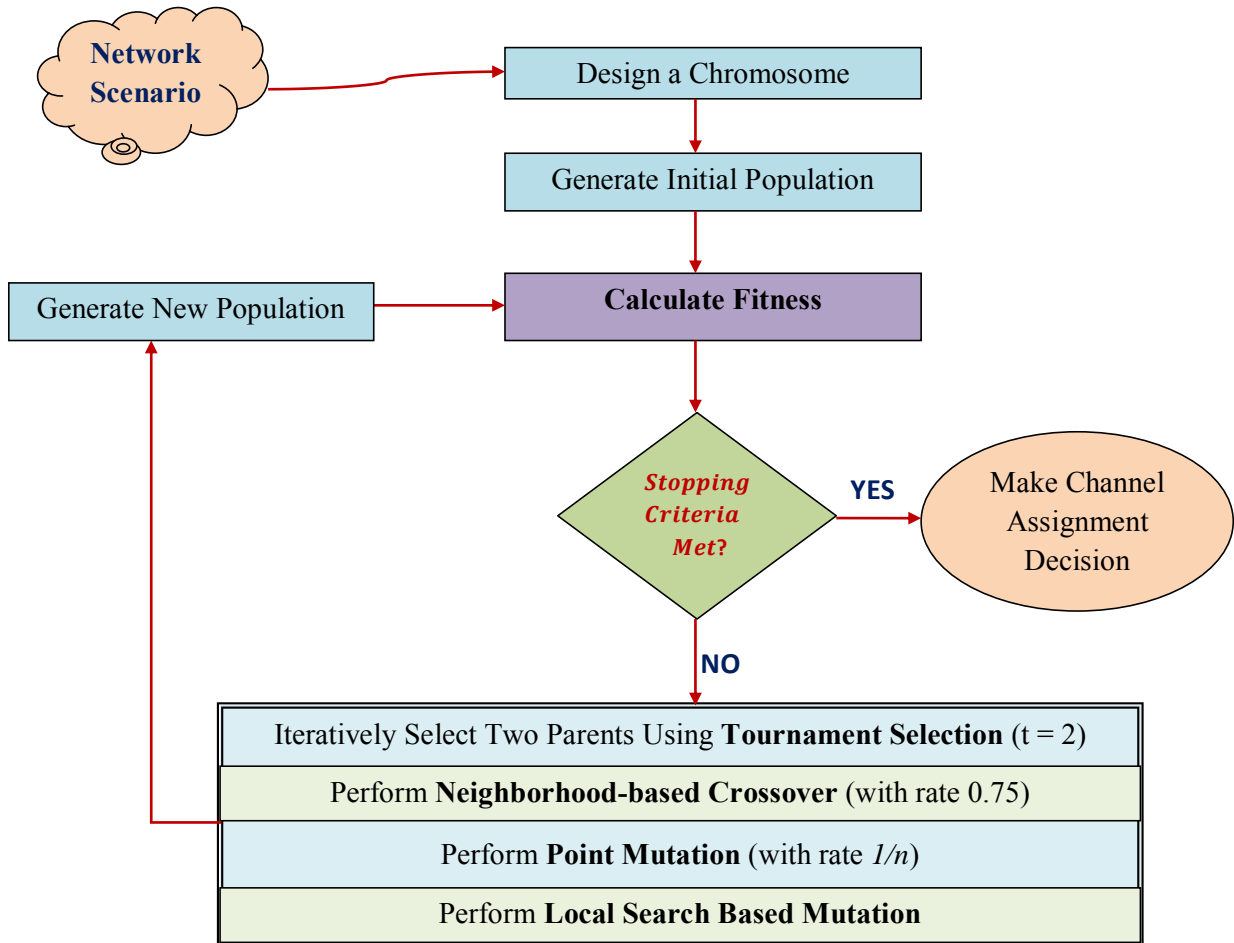 Network
Scenario
Design a Chromosome
Generate Initial Population
Generate New Population
Calculate Fitness
Stopping
Criteria
Met?
YES
Make Channel
Assignment
Decision
NO
Iteratively Select Two Parents Using Tournament Selection (t = 2)
Perform Neighborhood-based Crossover (with rate 0.75)
Perform Point Mutation (with rate 1/n)
Perform Local Search Based Mutation